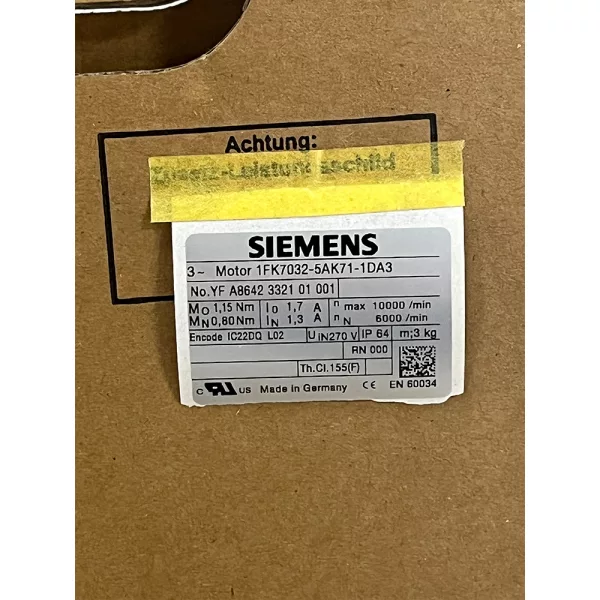 Achtung:
Zusatz-Leistungsschild
SIEMENS
3~ Motor 1FK7032-5AK71-1DA3
No.YF A8642 3321 01 001
M0 1,15 Nm I0 1,7 A n max 10000 /min
MN 0,80 Nm IN 1,3 A n N 6000 /min
Encode IC22DQ L02 UIN 270 V IP 64 m;3 kg
RN 000
Th.Cl.155(F)
c UR US Made in Germany CE EN 60034